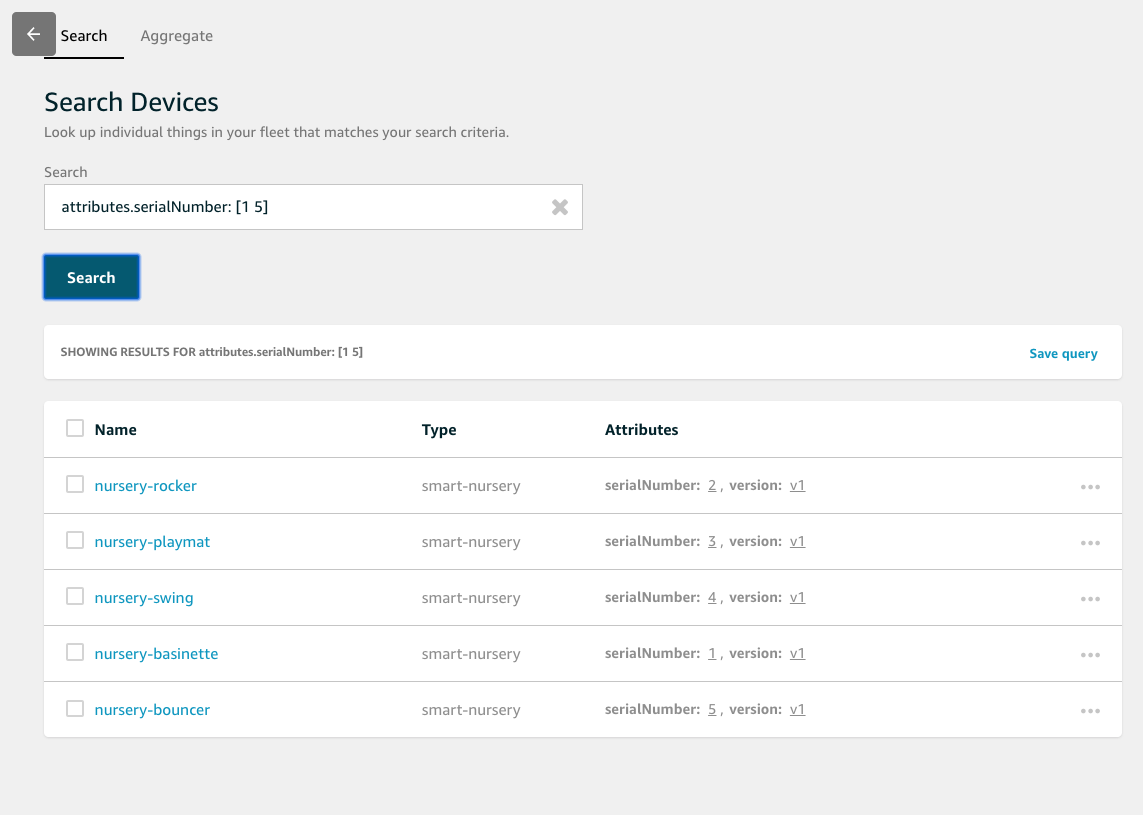 Search Aggregate
Search Devices
Look up individual things in your fleet that matches your search criteria.
Search
attributes.serialNumber: [1 5]
Search
SHOWING RESULTS FOR attributes.serialNumber: [1 5] Save query
Name Type Attributes
nursery-rocker smart-nursery serialNumber: 2 , version: v1
nursery-playmat smart-nursery serialNumber: 3 , version: v1
nursery-swing smart-nursery serialNumber: 4 , version: v1
nursery-basinette smart-nursery serialNumber: 1 , version: v1
nursery-bouncer smart-nursery serialNumber: 5 , version: v1